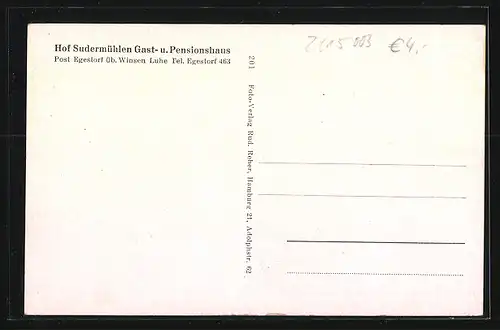 Hof Sudermühlen Gast- u. Pensionshaus
Post Egestorf üb. Winsen Luhe Tel. Egestorf 463
201 Foto-Verlag Rud. Reher, Hamburg 21, Adolphstr. 62
€4,-